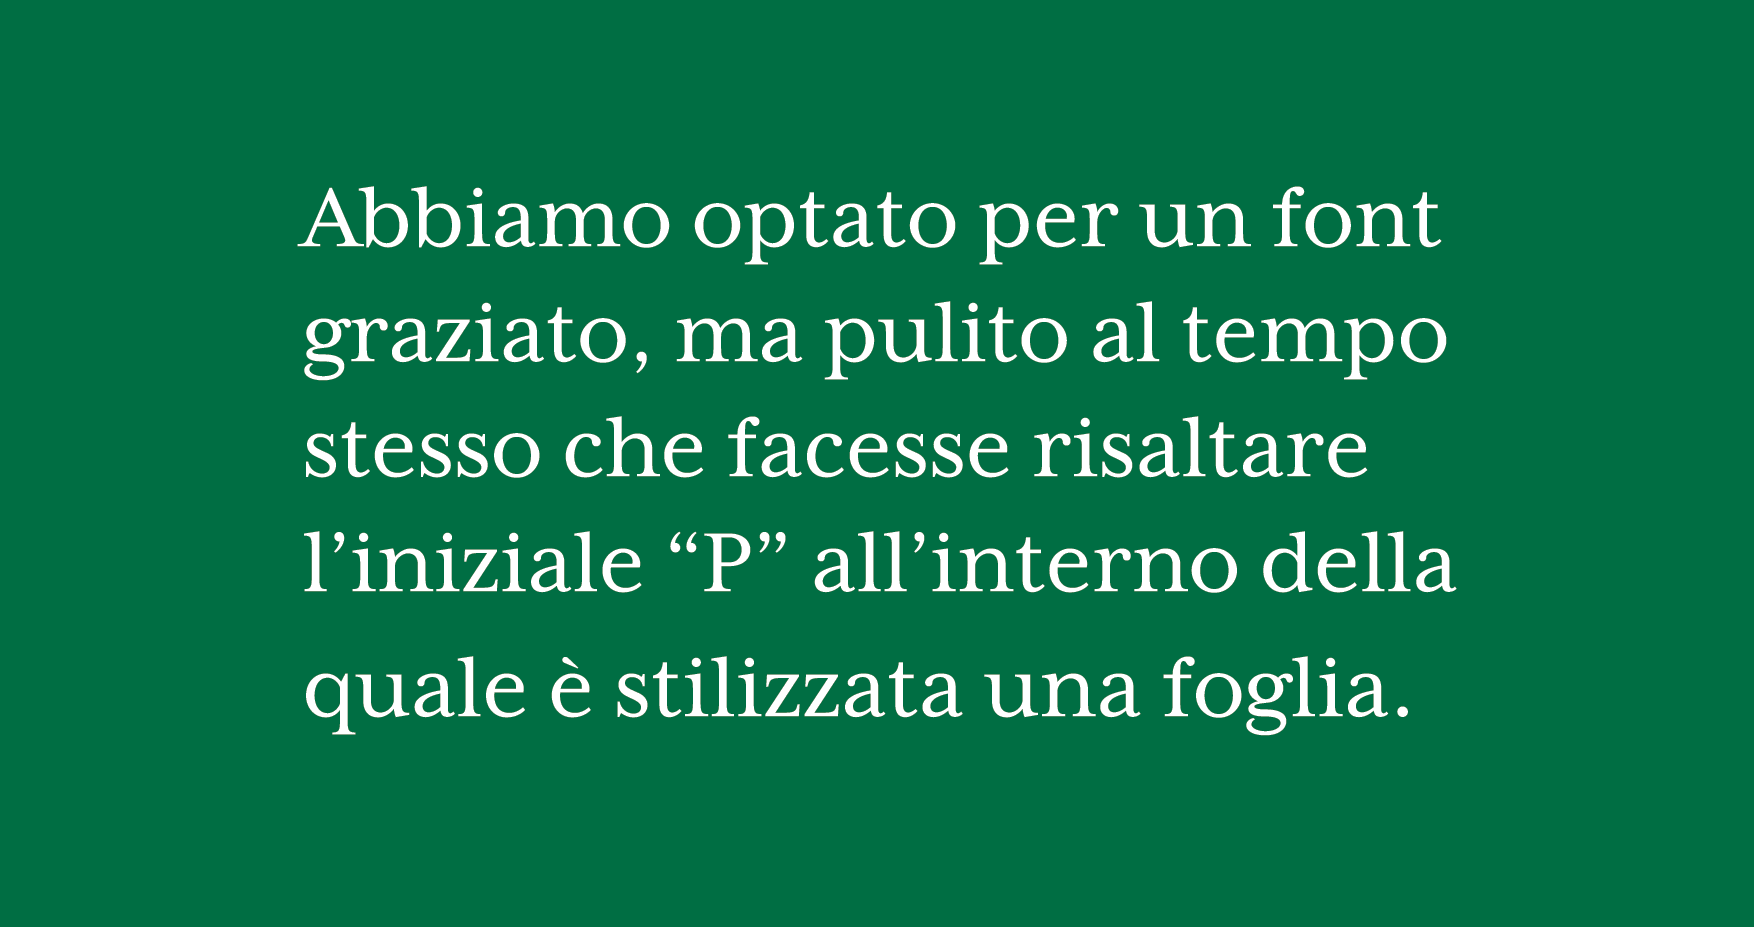 Abbiamo optato per un font
graziato, ma pulito al tempo
stesso che facesse risaltare
l’iniziale “P” all’interno della
quale è stilizzata una foglia.